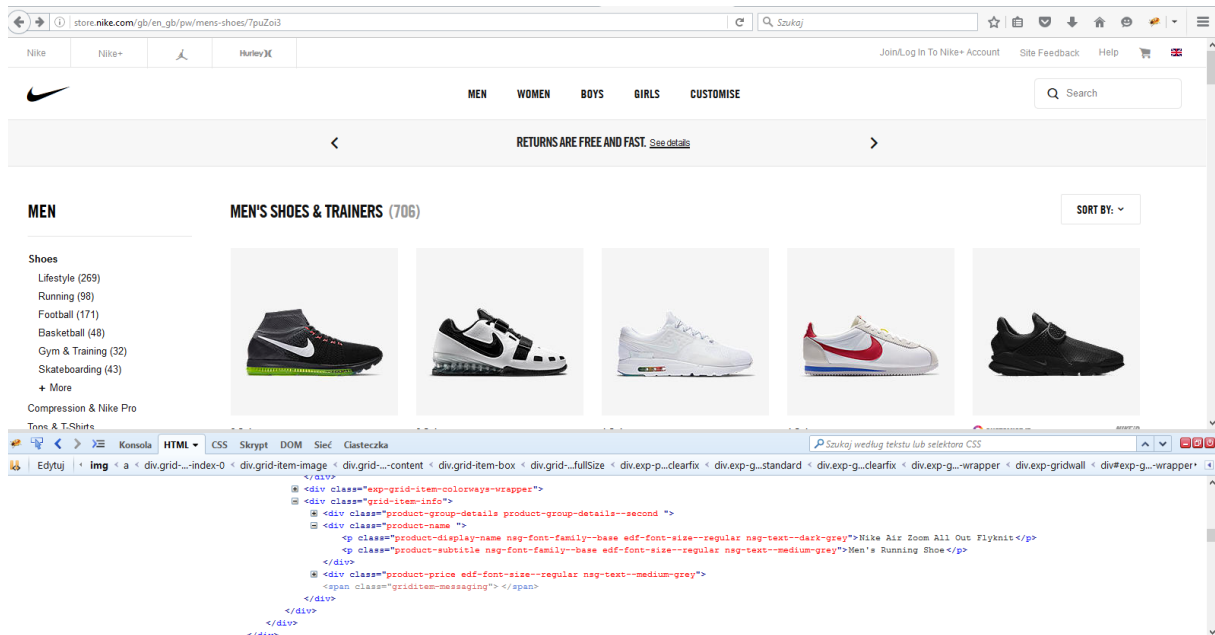 store.nike.com/gb/en_gb/pw/mens-shoes/7puZoi3
Szukaj
Nike
Nike+
Hurley
Join/Log In To Nike+ Account
Site Feedback
Help
MEN WOMEN BOYS GIRLS CUSTOMISE
Search
RETURNS ARE FREE AND FAST. See details
MEN
MEN'S SHOES & TRAINERS (706)
SORT BY:
Shoes
Lifestyle (269)
Running (98)
Football (171)
Basketball (48)
Gym & Training (32)
Skateboarding (43)
+ More
Compression & Nike Pro
Tops & T-Shirts
Konsola HTML CSS Skrypt DOM Sieć Ciasteczka
Szukaj według tekstu lub selektora CSS
Edytuj img < a < div.grid-...-index-0 < div.grid-item-image < div.grid-...-content < div.grid-item-box < div.grid-...fullSize < div.exp-p...clearfix < div.exp-g...standard < div.exp-g...clearfix < div.exp-g...-wrapper < div.exp-gridwall < div#exp-g...-wrapper
</div>
<div class="exp-grid-item-colorways-wrapper">
<div class="grid-item-info">
<div class="product-group-details product-group-details--second ">
<div class="product-name ">
<p class="product-display-name nsg-font-family--base edf-font-size--regular nsg-text--dark-grey">Nike Air Zoom All Out Flyknit</p>
<p class="product-subtitle nsg-font-family--base edf-font-size--regular nsg-text--medium-grey">Men's Running Shoe</p>
</div>
<div class="product-price edf-font-size--regular nsg-text--medium-grey">
<span class="griditem-messaging"> </span>
</div>
</div>
</div>
</div>